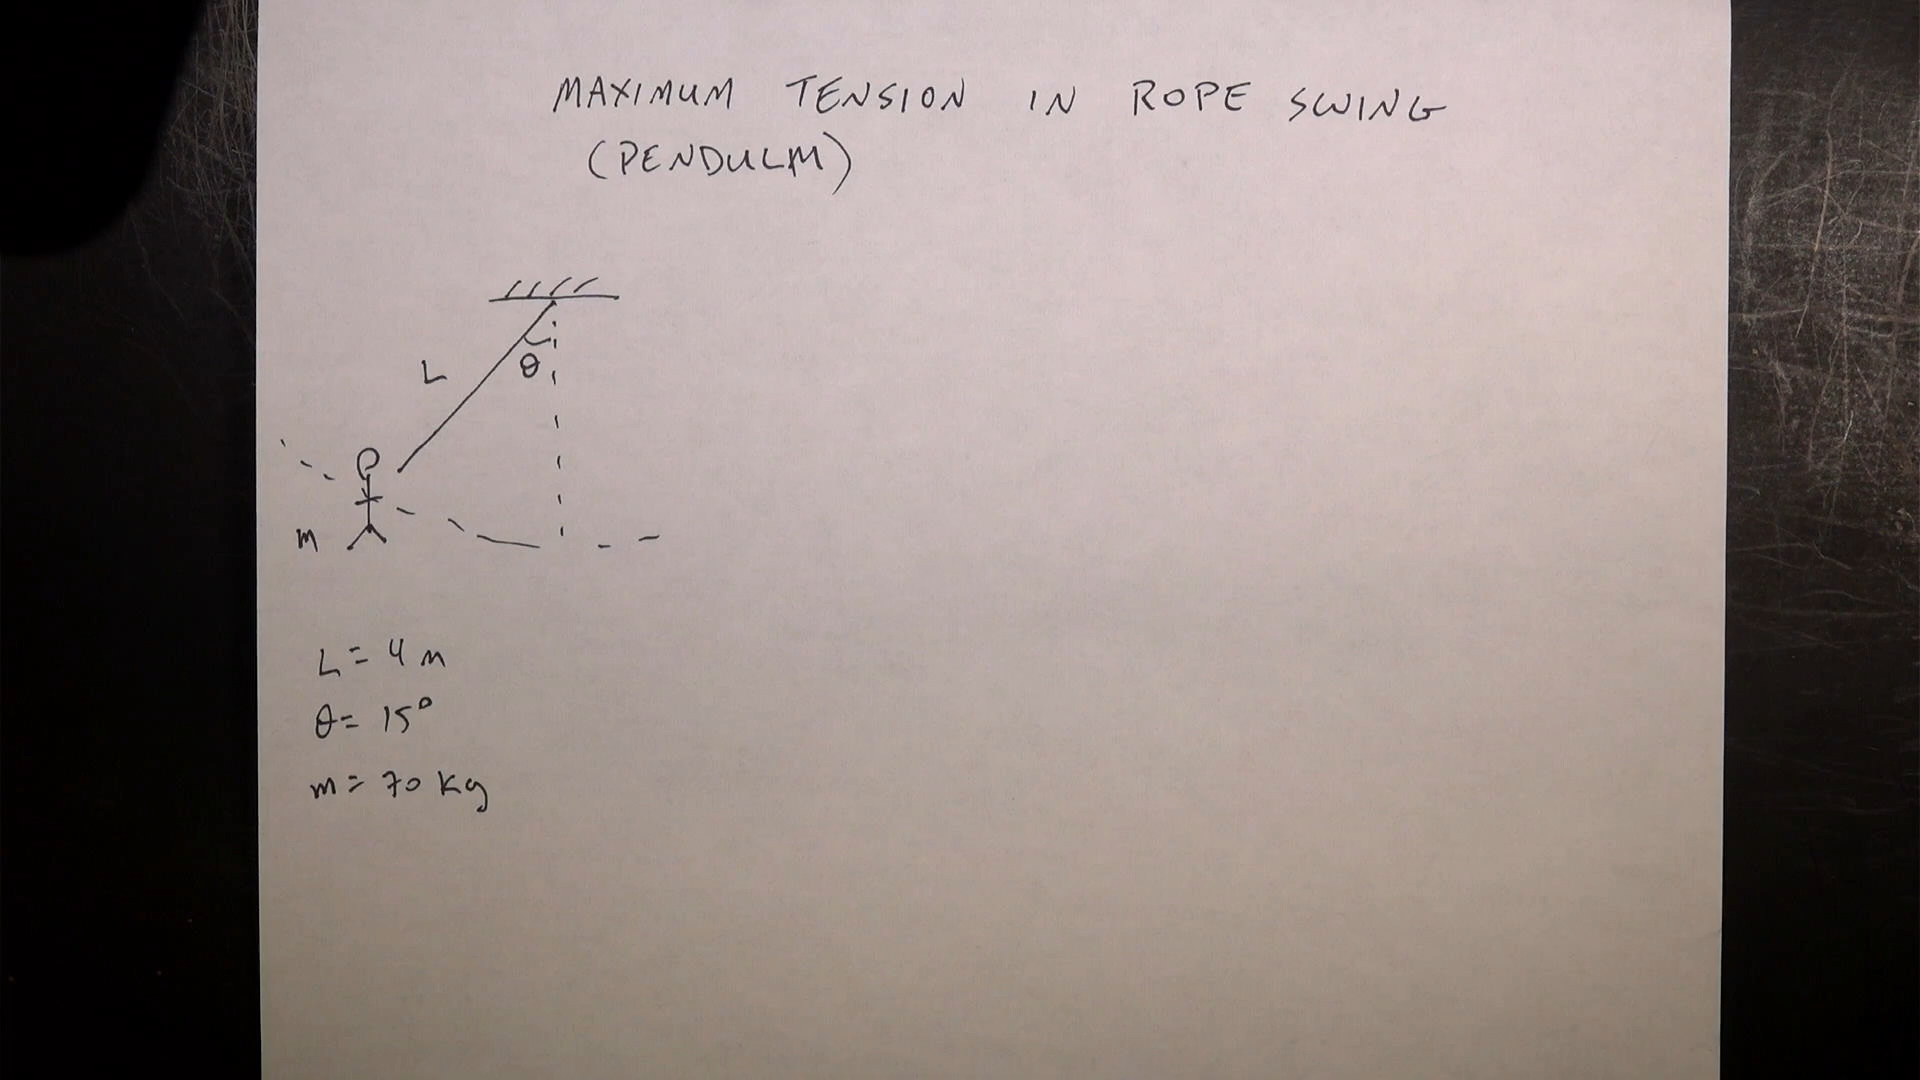 MAXIMUM TENSION IN ROPE SWING
(PENDULM)
L
θ
m
L = 4 m
θ = 15°
m = 70 kg